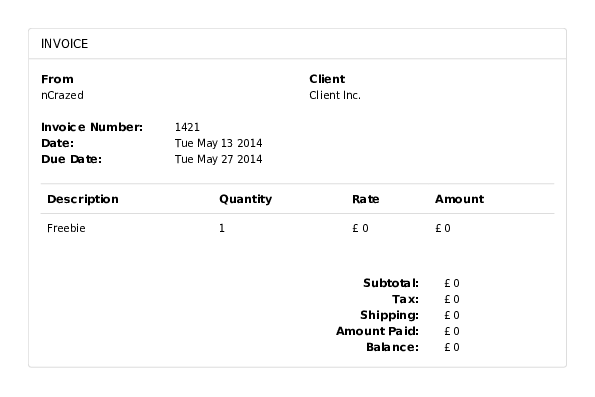 INVOICE
From Client
nCrazed Client Inc.
Invoice Number: 1421
Date: Tue May 13 2014
Due Date: Tue May 27 2014
Description Quantity Rate Amount
Freebie 1 £ 0 £ 0
Subtotal: £ 0
Tax: £ 0
Shipping: £ 0
Amount Paid: £ 0
Balance: £ 0